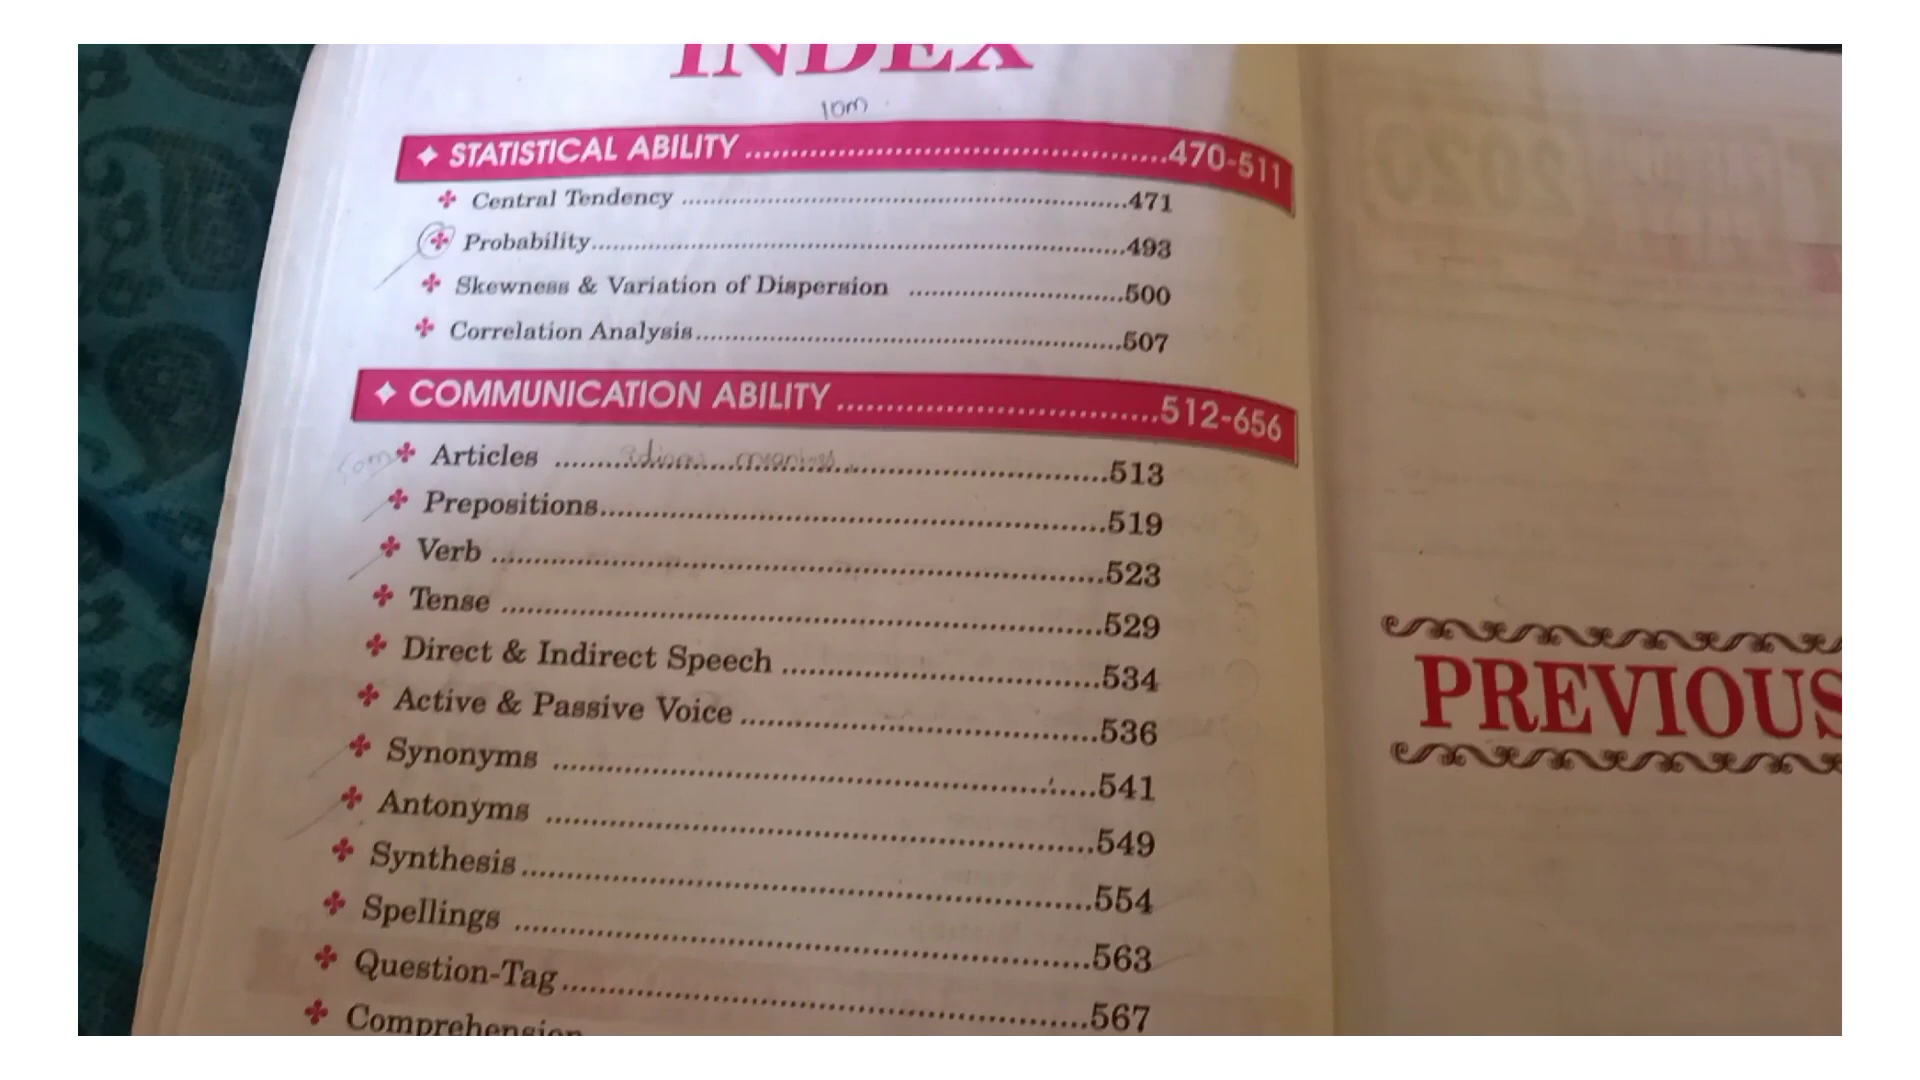 INDEX
10m
STATISTICAL ABILITY ........................................470-511
Central Tendency ........................................471
Probability........................................493
Skewness & Variation of Dispersion ........................................500
Correlation Analysis........................................507
COMMUNICATION ABILITY ........................................512-656
Articles ........................................513
Prepositions........................................519
Verb ........................................523
Tense ........................................529
Direct & Indirect Speech ........................................534
Active & Passive Voice ........................................536
Synonyms ........................................541
Antonyms ........................................549
Synthesis........................................554
Spellings ........................................563
Question-Tag........................................567
Comprehension
PREVIOUS